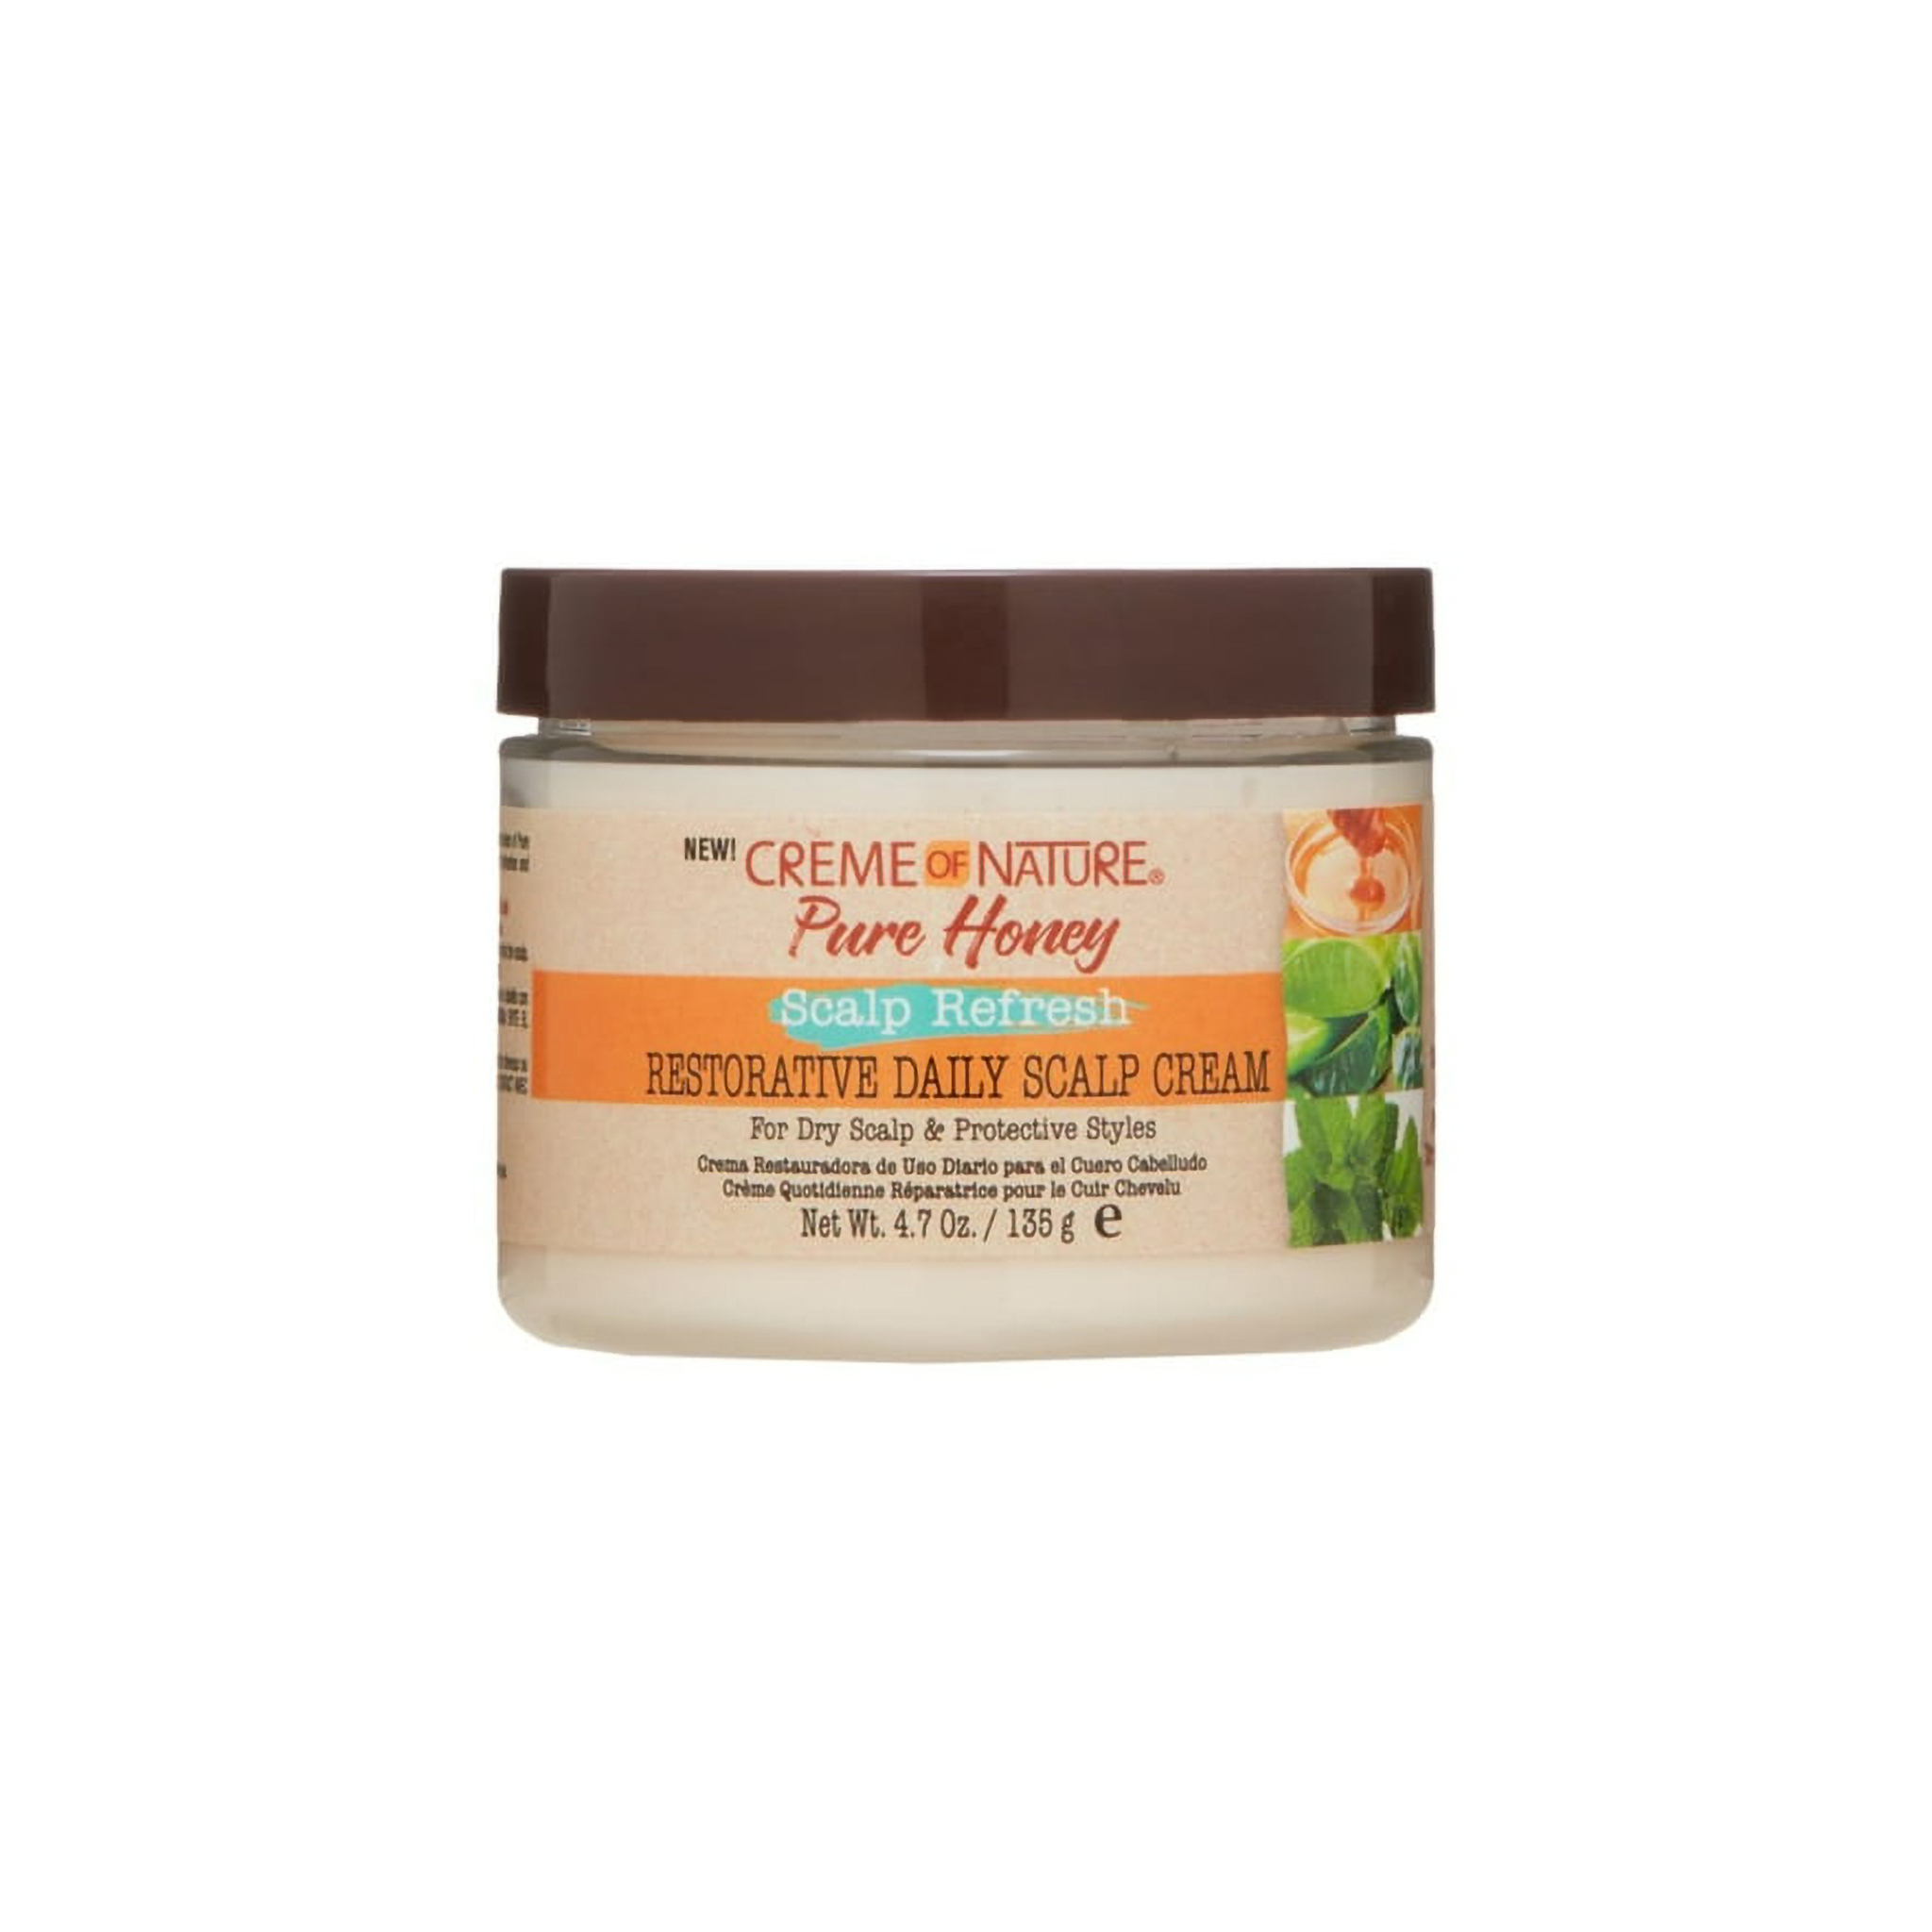 NEW! CREME OF NATURE®
Pure Honey
Scalp Refresh
RESTORATIVE DAILY SCALP CREAM
For Dry Scalp & Protective Styles
Crema Restauradora de Uso Diario para el Cuero Cabelludo
Crème Quotidienne Réparatrice pour le Cuir Chevelu
Net Wt. 4.7 Oz. / 135 g e